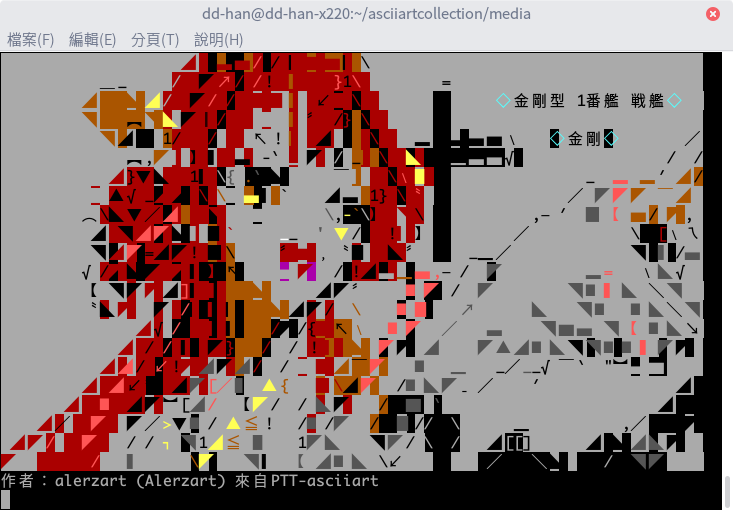 dd-han@dd-han-x220:~/asciiartcollection/media
檔案(F) 編輯(E) 分頁(T) 說明(H)
◇金剛型 1番艦 戦艦◇
◇金剛◇
作者：alerzart (Alerzart) 來自PTT-asciiart